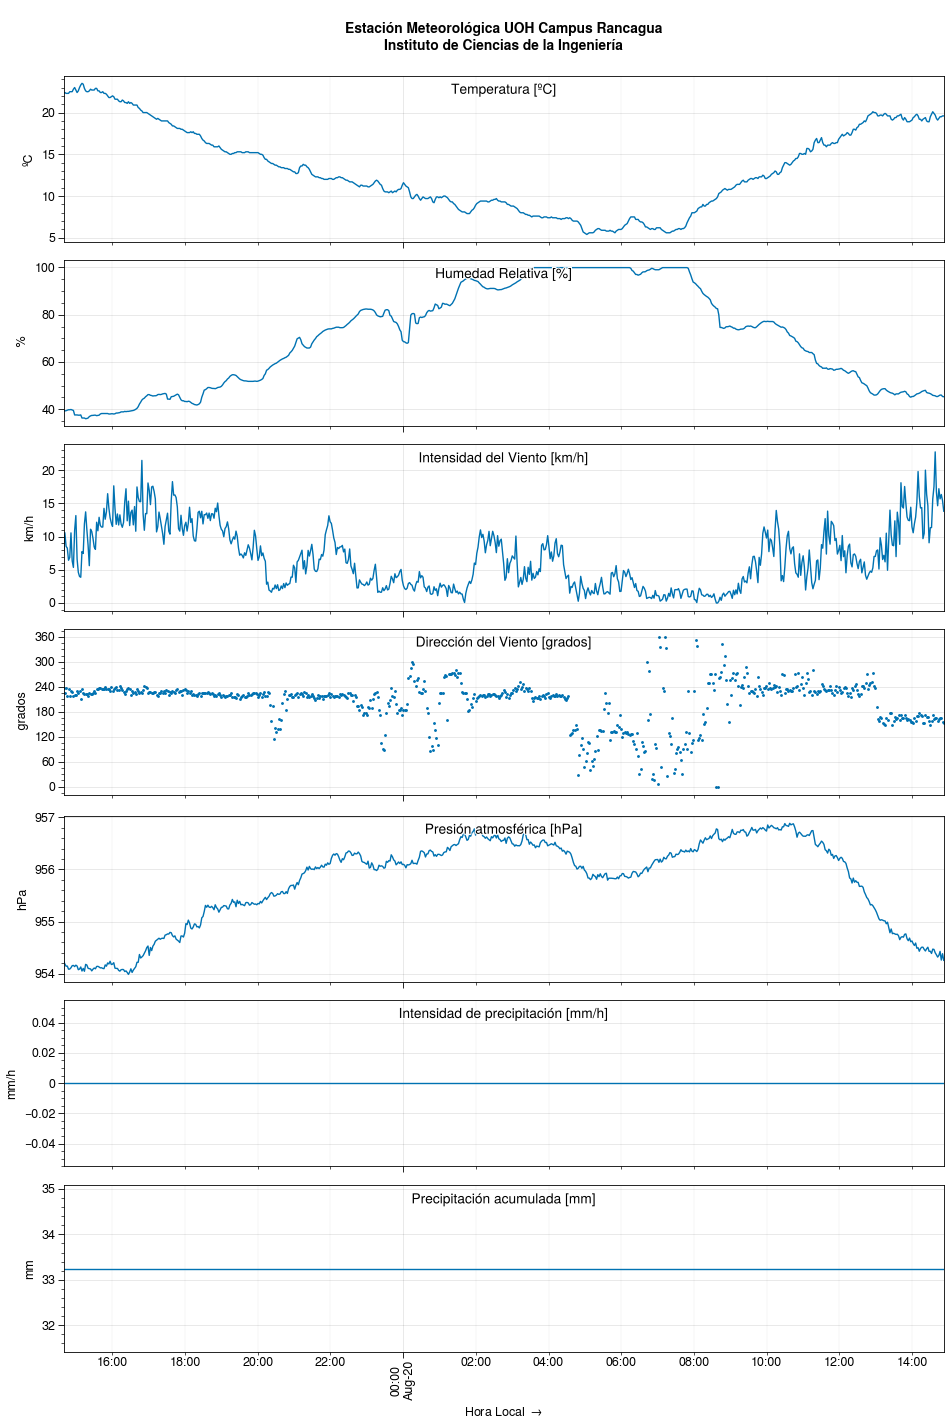 Estación Meteorológica UOH Campus Rancagua
Instituto de Ciencias de la Ingeniería
Temperatura [ºC]
ºC
20
15
10
5
Humedad Relativa [%]
%
100
80
60
40
Intensidad del Viento [km/h]
km/h
20
15
10
5
0
Dirección del Viento [grados]
grados
360
300
240
180
120
60
0
Presión atmosférica [hPa]
hPa
957
956
955
954
Intensidad de precipitación [mm/h]
mm/h
0.04
0.02
0
−0.02
−0.04
Precipitación acumulada [mm]
mm
35
34
33
32
16:00 18:00 20:00 22:00 00:00 02:00 04:00 06:00 08:00 10:00 12:00 14:00
Aug-20
Hora Local →